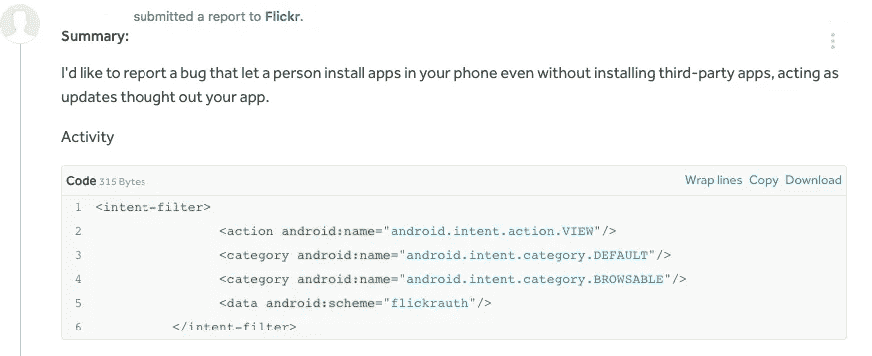 submitted a report to Flickr.
Summary:
I'd like to report a bug that let a person install apps in your phone even without installing third-party apps, acting as
updates thought out your app.
Activity
Code 315 Bytes Wrap lines Copy Download
1 <intent-filter>
2 <action android:name="android.intent.action.VIEW"/>
3 <category android:name="android.intent.category.DEFAULT"/>
4 <category android:name="android.intent.category.BROWSABLE"/>
5 <data android:scheme="flickrauth"/>
6 </intent-filter>